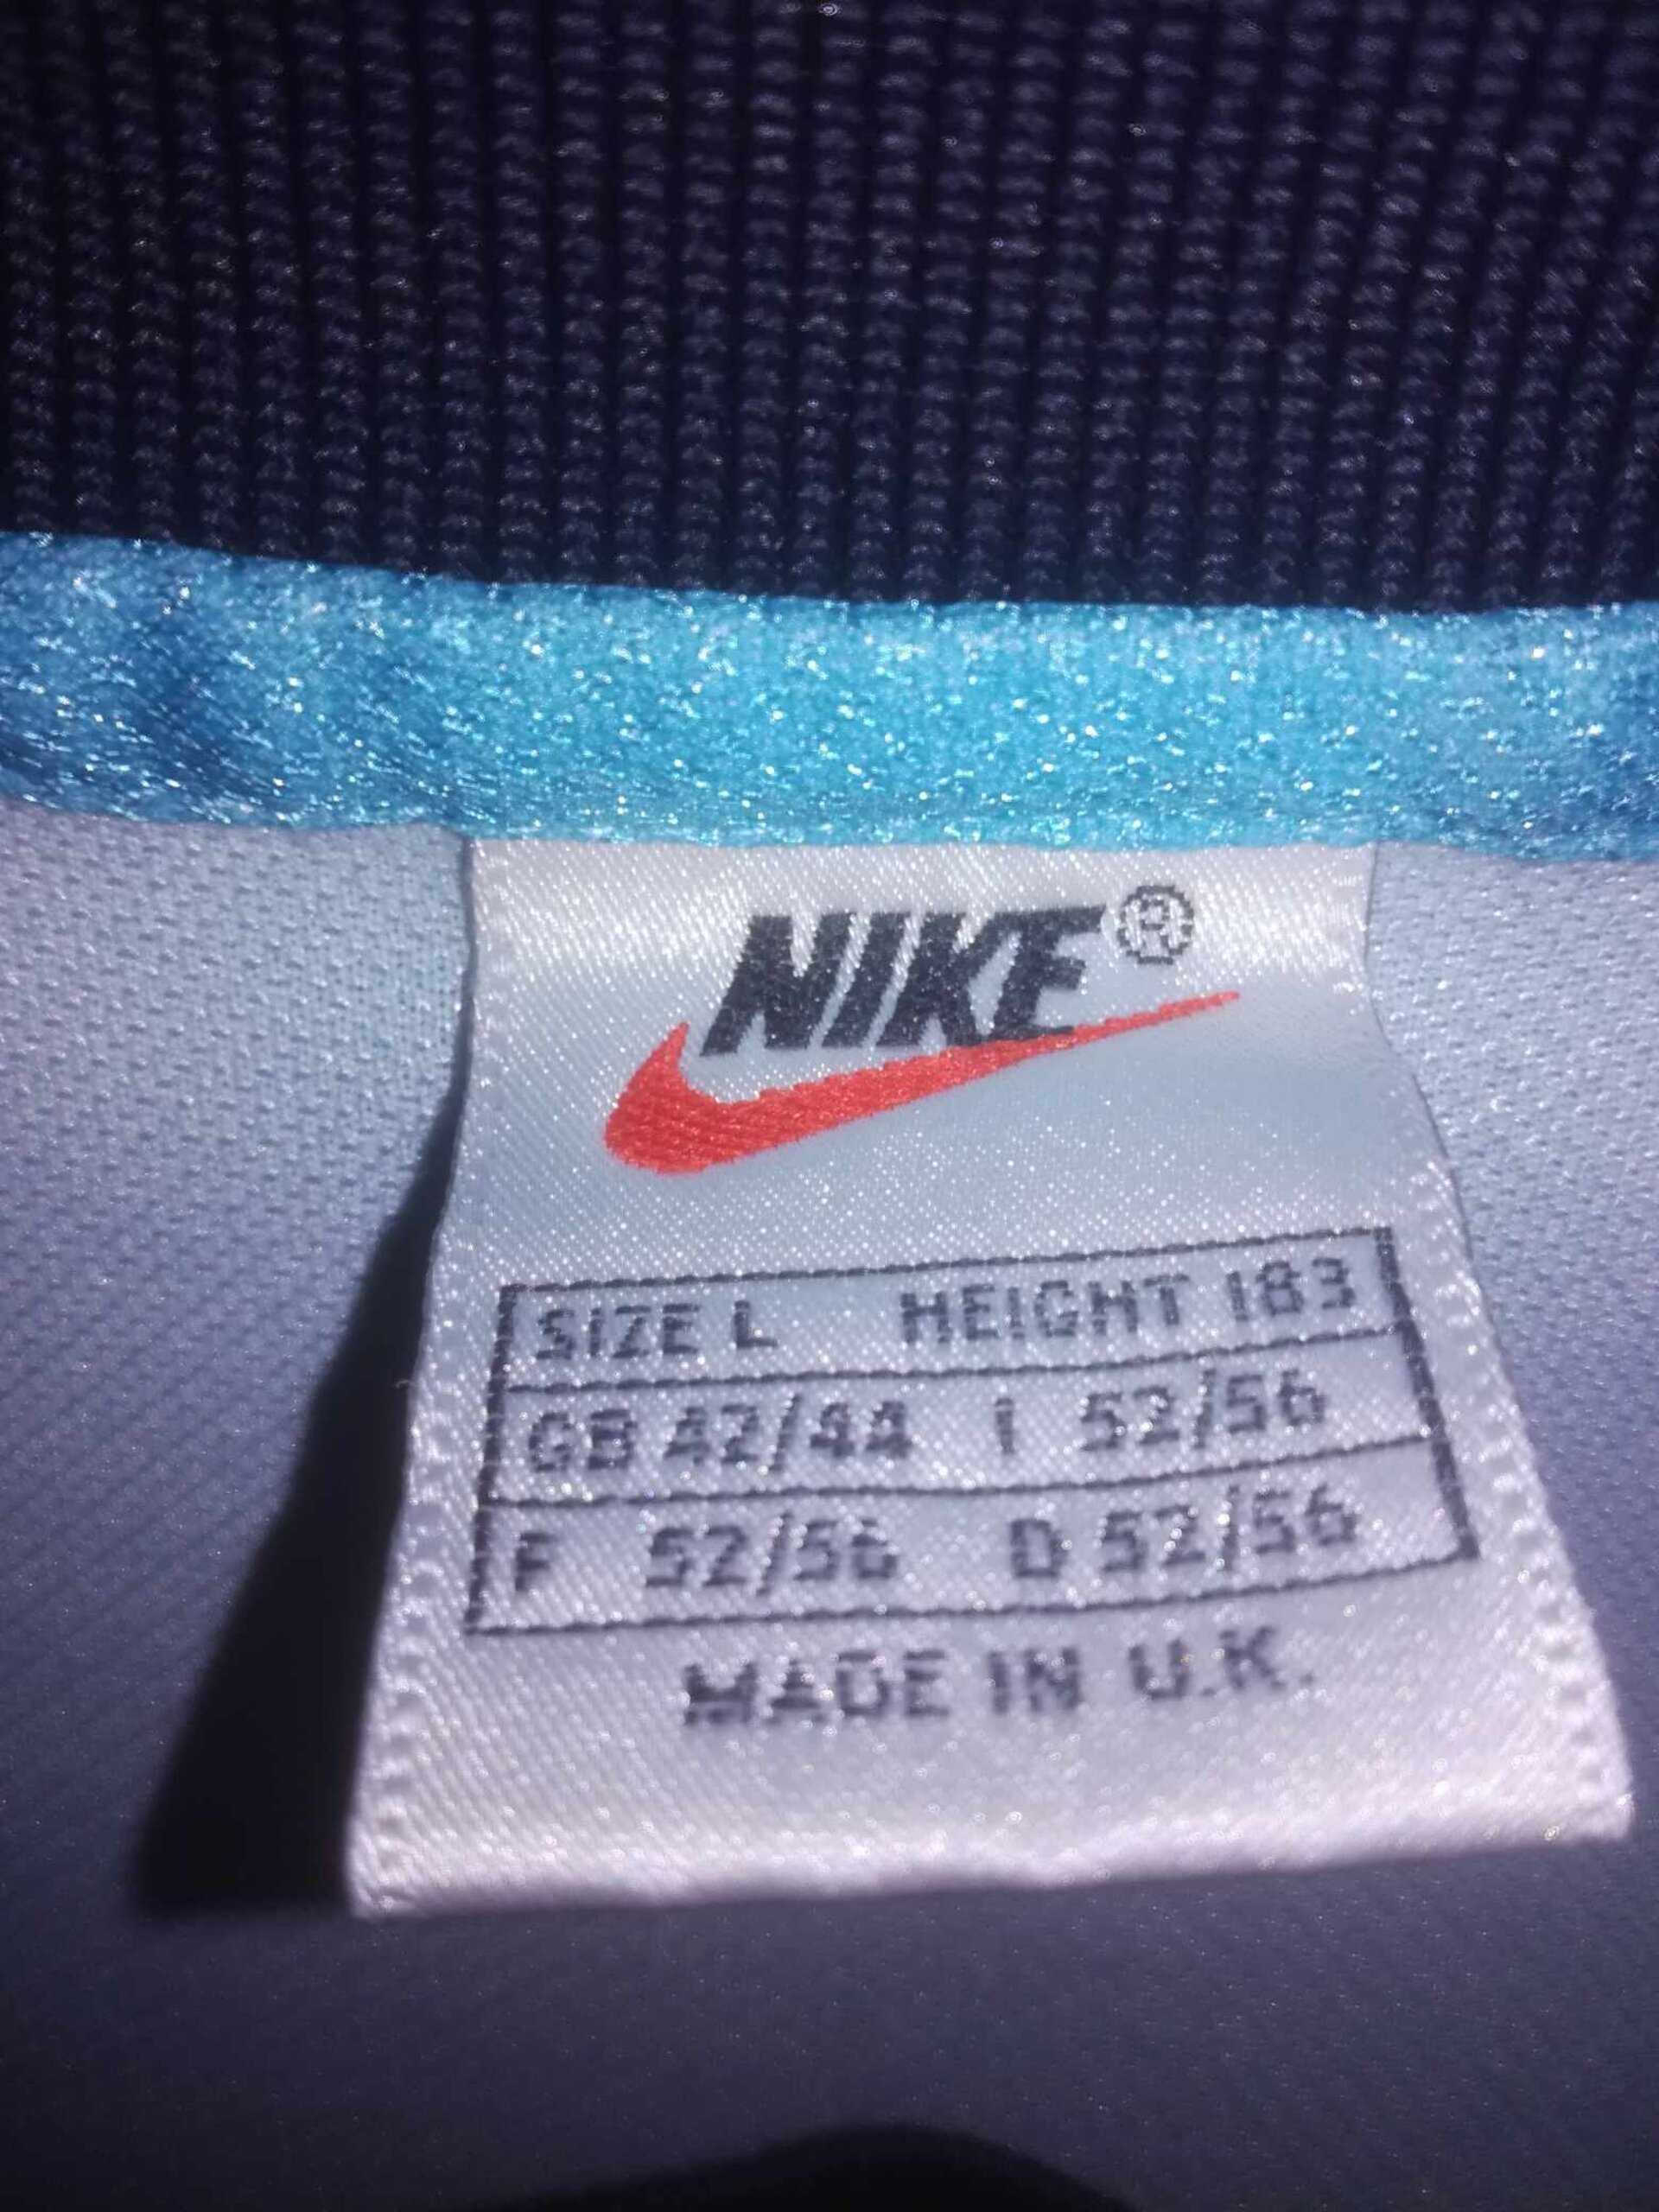 NIKE®
SIZE L HEIGHT 183
GB 42/44 I 52/56
F 52/56 D 52/56
MADE IN U.K.